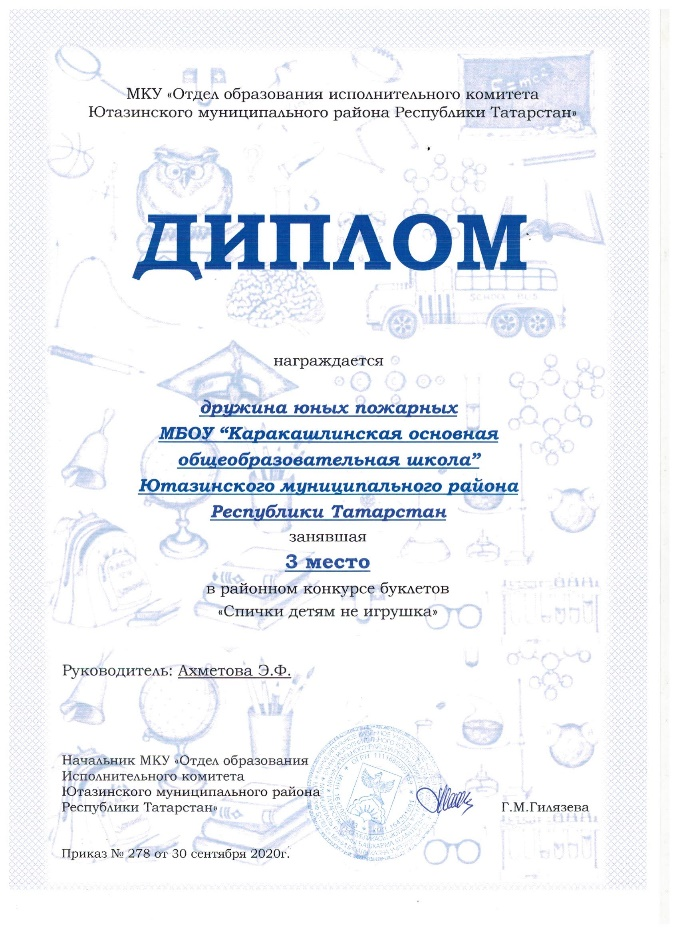 МКУ «Отдел образования исполнительного комитета
Ютазинского муниципального района Республики Татарстан»
ДИПЛОМ
SCHOOL BUS
награждается
дружина юных пожарных
МБОУ “Каракашлинская основная
общеобразовательная школа”
Ютазинского муниципального района
Республики Татарстан
занявшая
3 место
в районном конкурсе буклетов
«Спички детям не игрушка»
Руководитель: Ахметова Э.Ф.
Начальник МКУ «Отдел образования
Исполнительного комитета
Ютазинского муниципального района
Республики Татарстан»
Г.М.Гилязева
Приказ № 278 от 30 сентября 2020г.